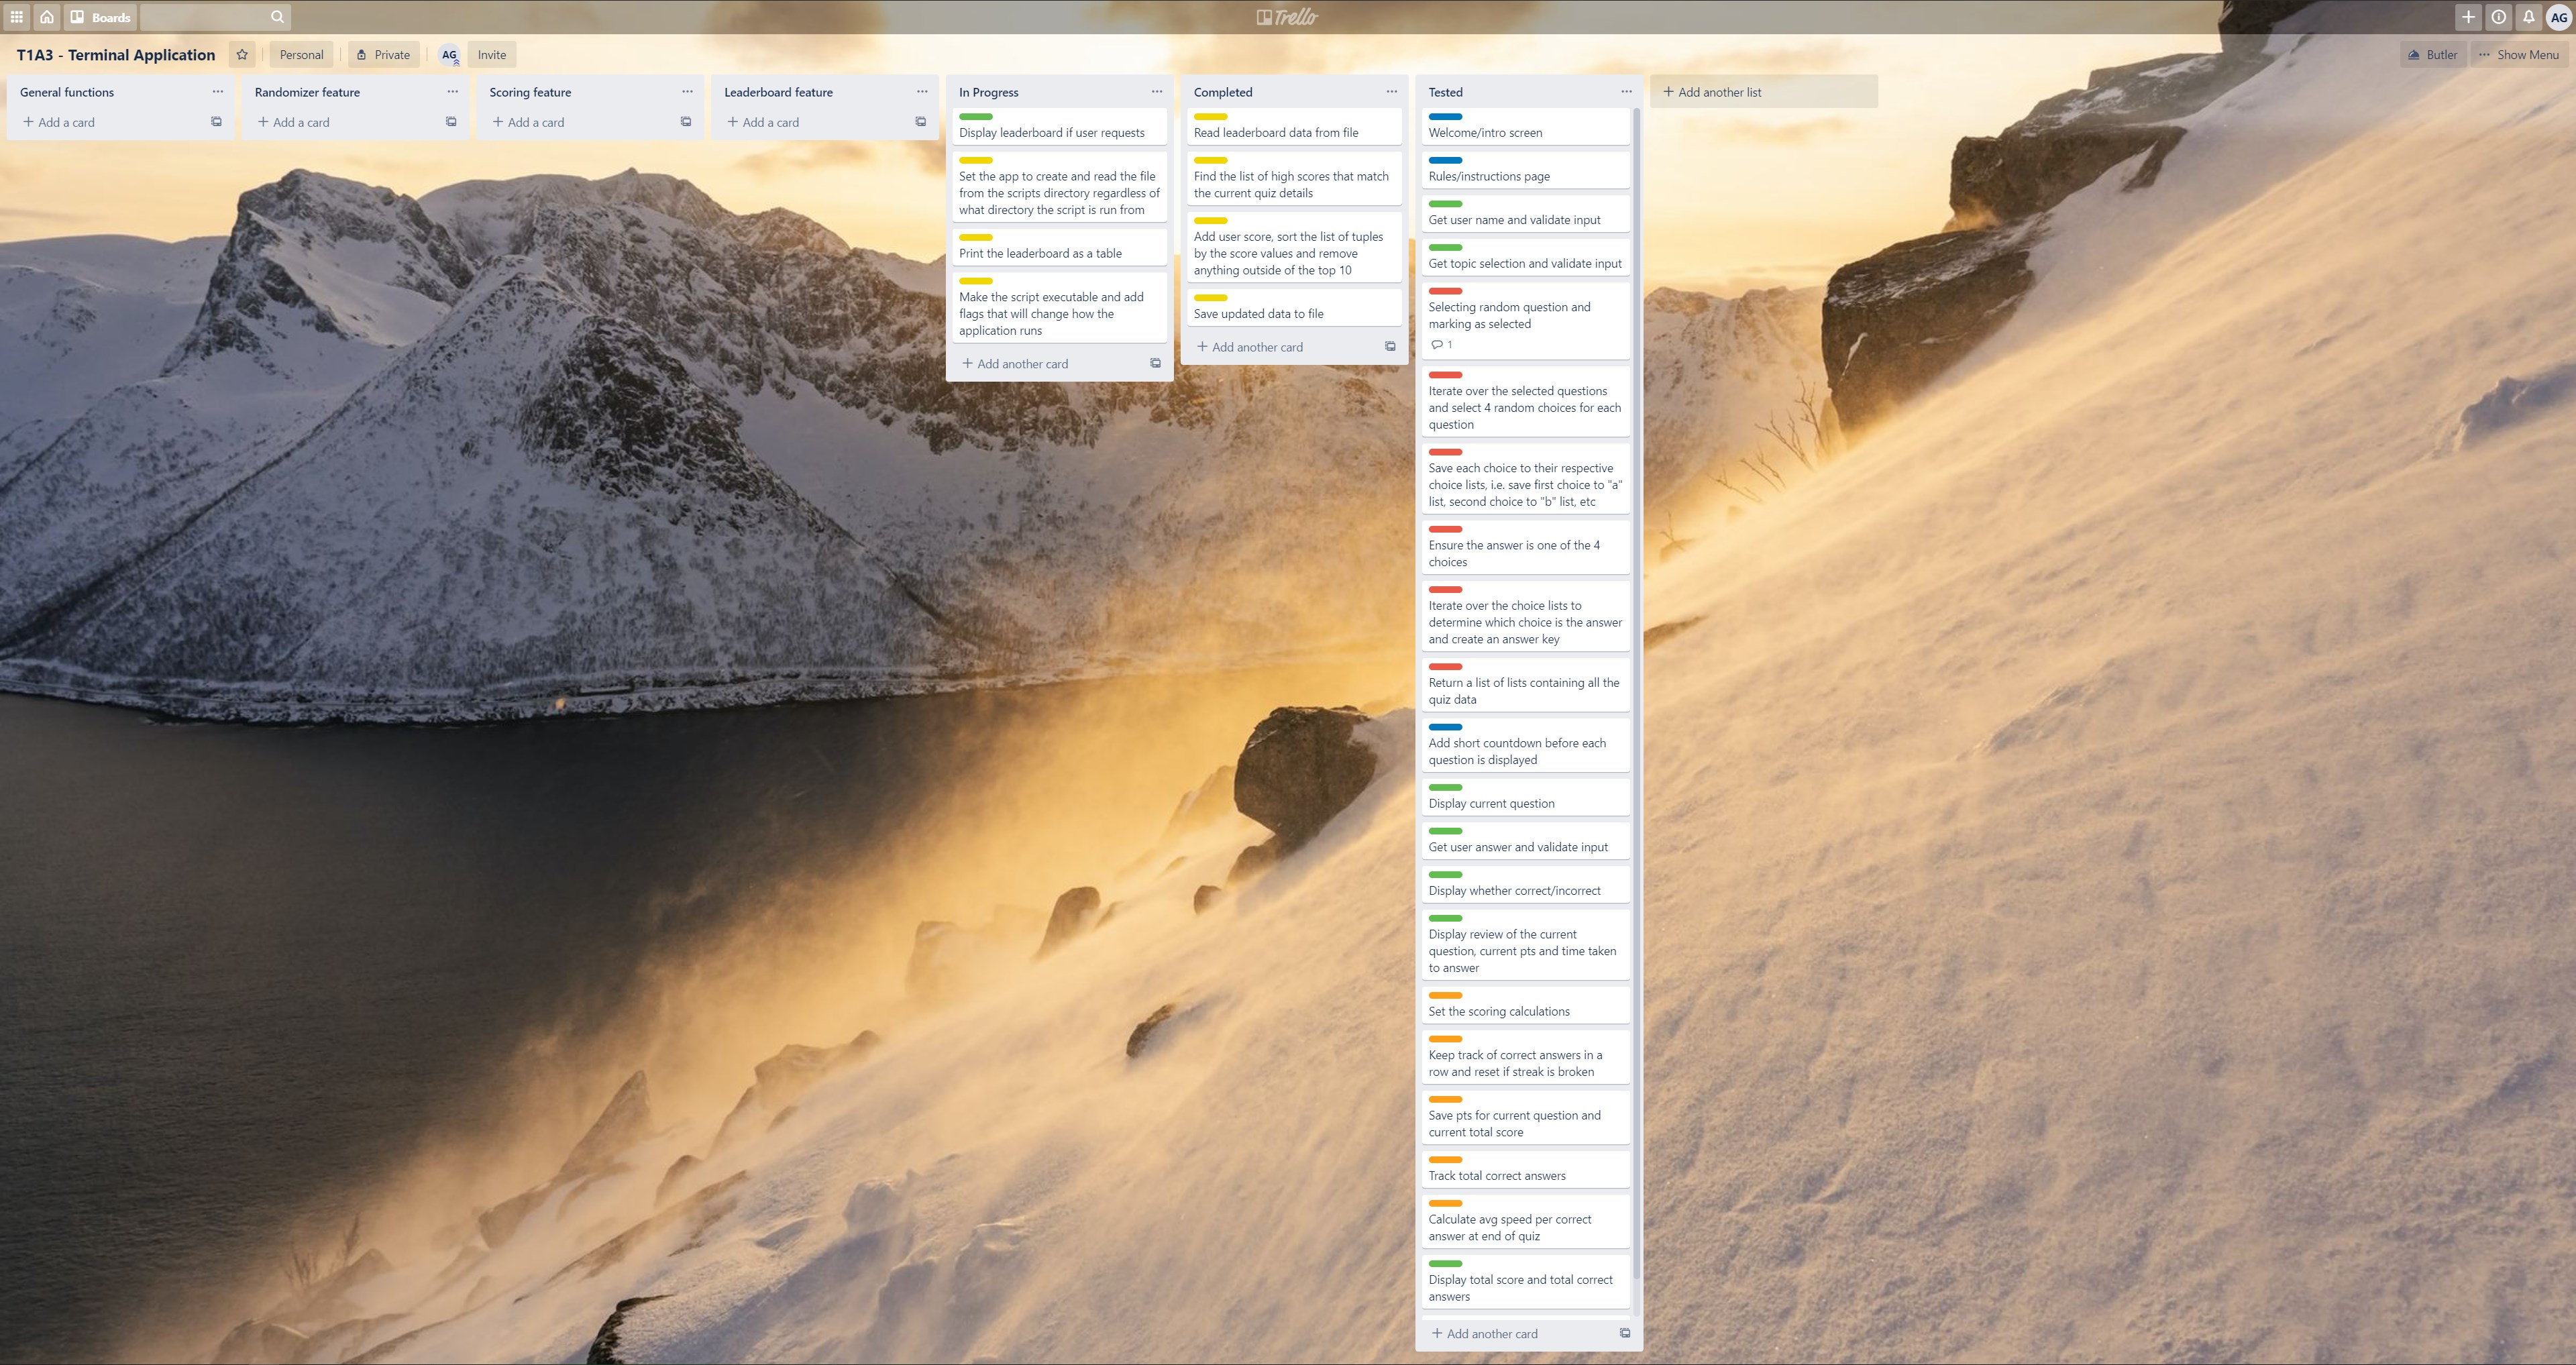 Boards
Trello
AG
T1A3 - Terminal Application
Personal
Private
AG
Invite
Butler
··· Show Menu
General functions
+ Add a card
Randomizer feature
+ Add a card
Scoring feature
+ Add a card
Leaderboard feature
+ Add a card
In Progress
Display leaderboard if user requests
Set the app to create and read the file
from the scripts directory regardless of
what directory the script is run from
Print the leaderboard as a table
Make the script executable and add
flags that will change how the
application runs
+ Add another card
Completed
Read leaderboard data from file
Find the list of high scores that match
the current quiz details
Add user score, sort the list of tuples
by the score values and remove
anything outside of the top 10
Save updated data to file
+ Add another card
Tested
Welcome/intro screen
Rules/instructions page
Get user name and validate input
Get topic selection and validate input
Selecting random question and
marking as selected
1
Iterate over the selected questions
and select 4 random choices for each
question
Save each choice to their respective
choice lists, i.e. save first choice to "a"
list, second choice to "b" list, etc
Ensure the answer is one of the 4
choices
Iterate over the choice lists to
determine which choice is the answer
and create an answer key
Return a list of lists containing all the
quiz data
Add short countdown before each
question is displayed
Display current question
Get user answer and validate input
Display whether correct/incorrect
Display review of the current
question, current pts and time taken
to answer
Set the scoring calculations
Keep track of correct answers in a
row and reset if streak is broken
Save pts for current question and
current total score
Track total correct answers
Calculate avg speed per correct
answer at end of quiz
Display total score and total correct
answers
+ Add another card
+ Add another list